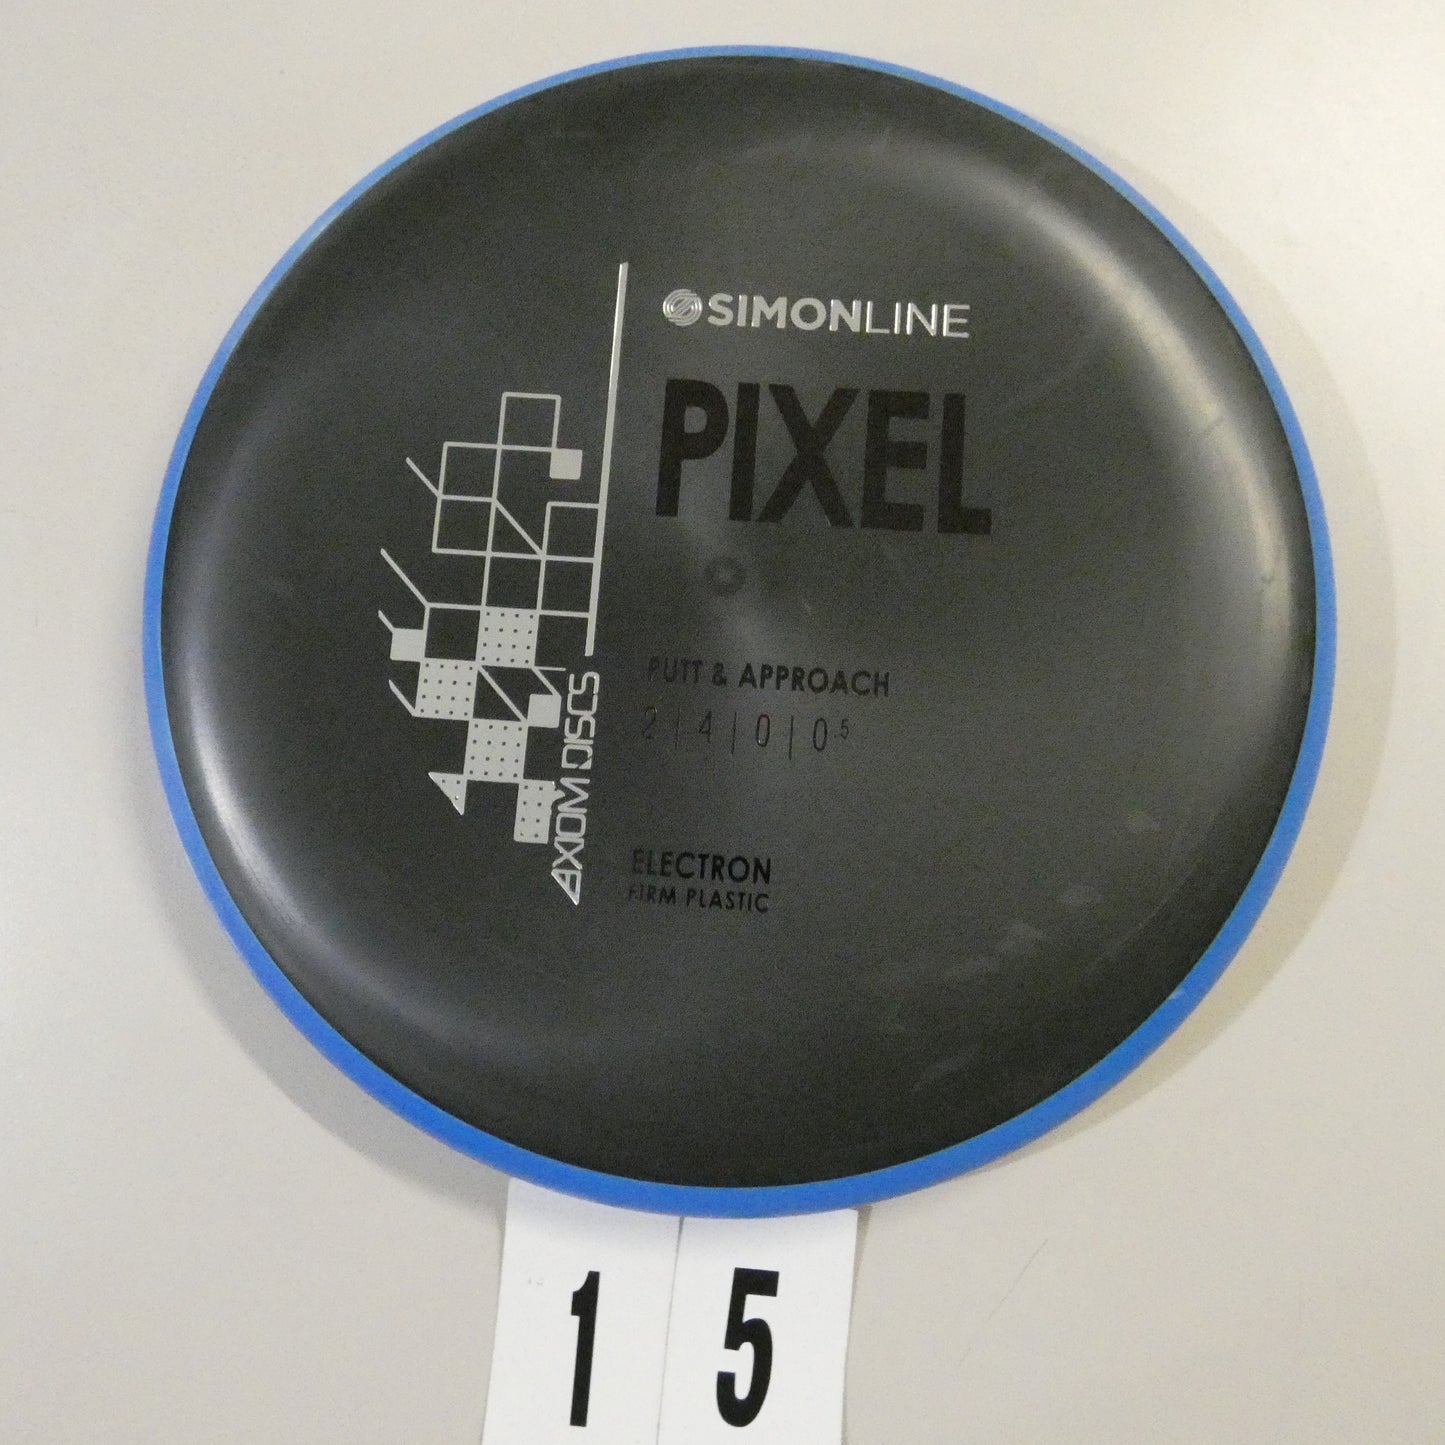 SIMONLINE
PIXEL
PUTT & APPROACH
2 | 4 | 0 | 0.5
ELECTRON
FIRM PLASTIC
AXIOM DISCS
1 5